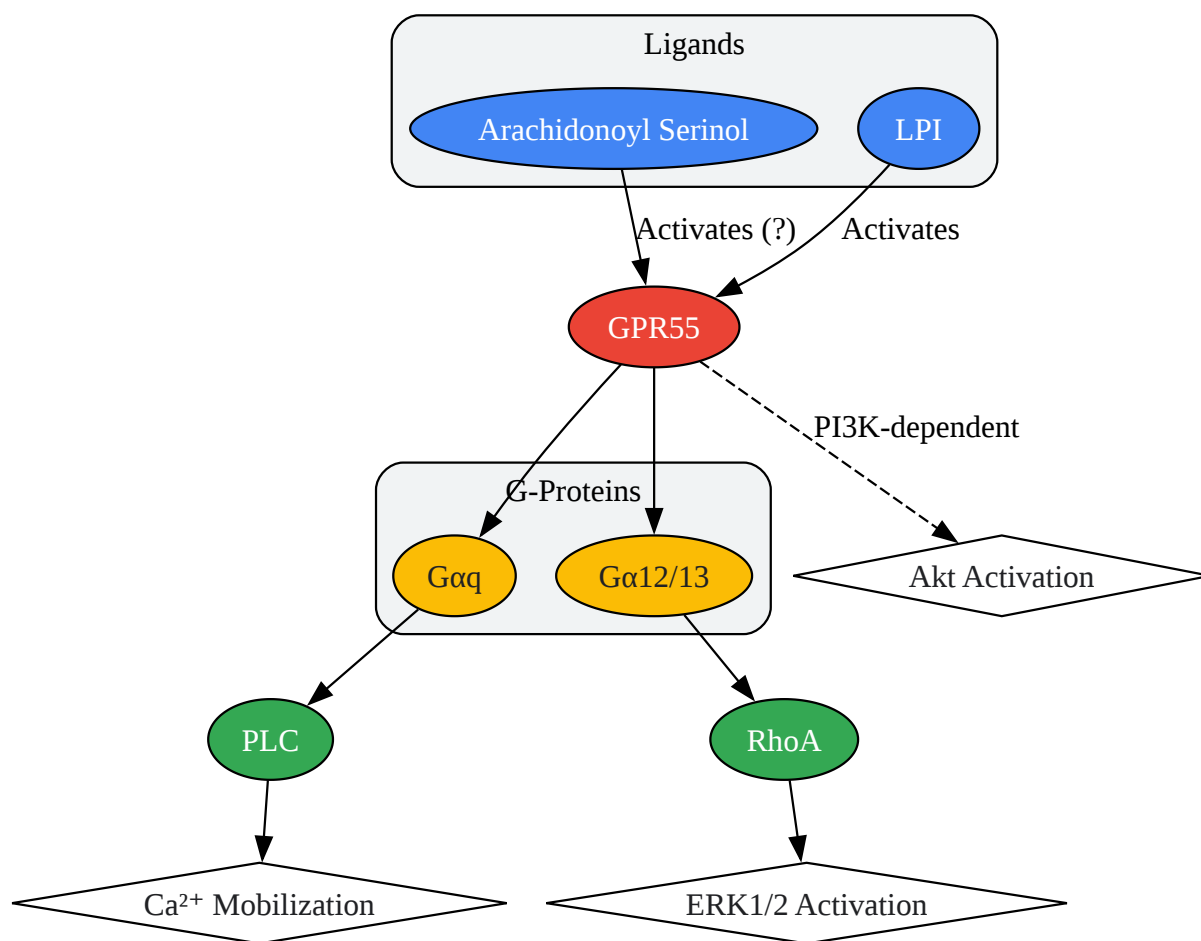 Ligands
Arachidonoyl Serinol
LPI
Activates (?)
Activates
GPR55
PI3K-dependent
G-Proteins
Gαq
Gα12/13
Akt Activation
PLC
RhoA
Ca²⁺ Mobilization
ERK1/2 Activation